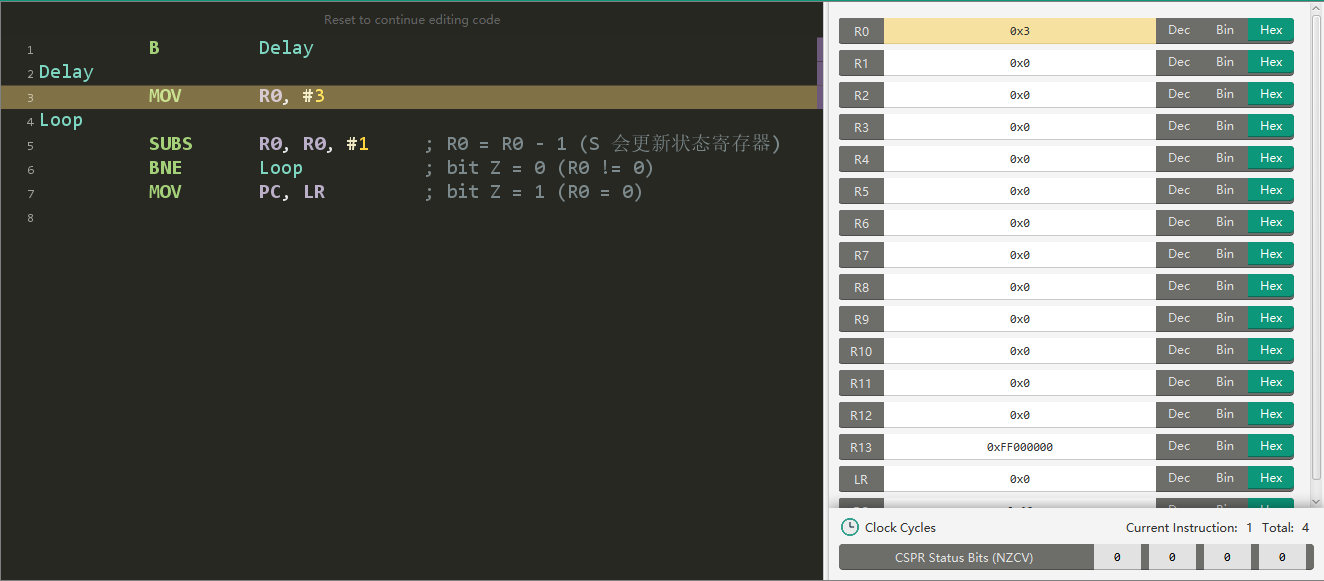 Reset to continue editing code
1 B Delay
2 Delay
3 MOV R0, #3
4 Loop
5 SUBS R0, R0, #1 ; R0 = R0 - 1 (S 会更新状态寄存器)
6 BNE Loop ; bit Z = 0 (R0 != 0)
7 MOV PC, LR ; bit Z = 1 (R0 = 0)
8
R0 0x3 Dec Bin Hex
R1 0x0 Dec Bin Hex
R2 0x0 Dec Bin Hex
R3 0x0 Dec Bin Hex
R4 0x0 Dec Bin Hex
R5 0x0 Dec Bin Hex
R6 0x0 Dec Bin Hex
R7 0x0 Dec Bin Hex
R8 0x0 Dec Bin Hex
R9 0x0 Dec Bin Hex
R10 0x0 Dec Bin Hex
R11 0x0 Dec Bin Hex
R12 0x0 Dec Bin Hex
R13 0xFF000000 Dec Bin Hex
LR 0x0 Dec Bin Hex
Clock Cycles Current Instruction: 1 Total: 4
CSPR Status Bits (NZCV) 0 0 0 0